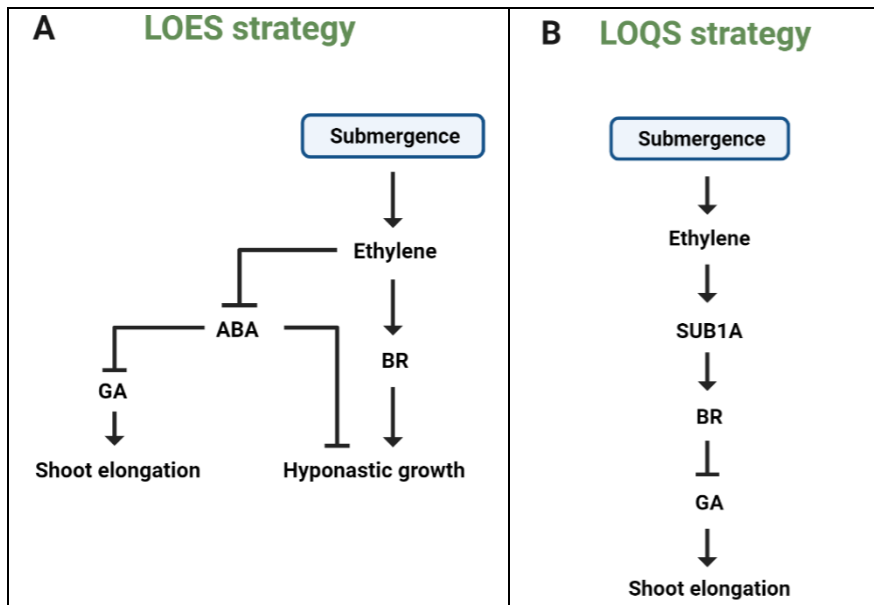 A LOES strategy
Submergence
Ethylene
ABA
BR
GA
Shoot elongation Hyponastic growth
B LOQS strategy
Submergence
Ethylene
SUB1A
BR
GA
Shoot elongation